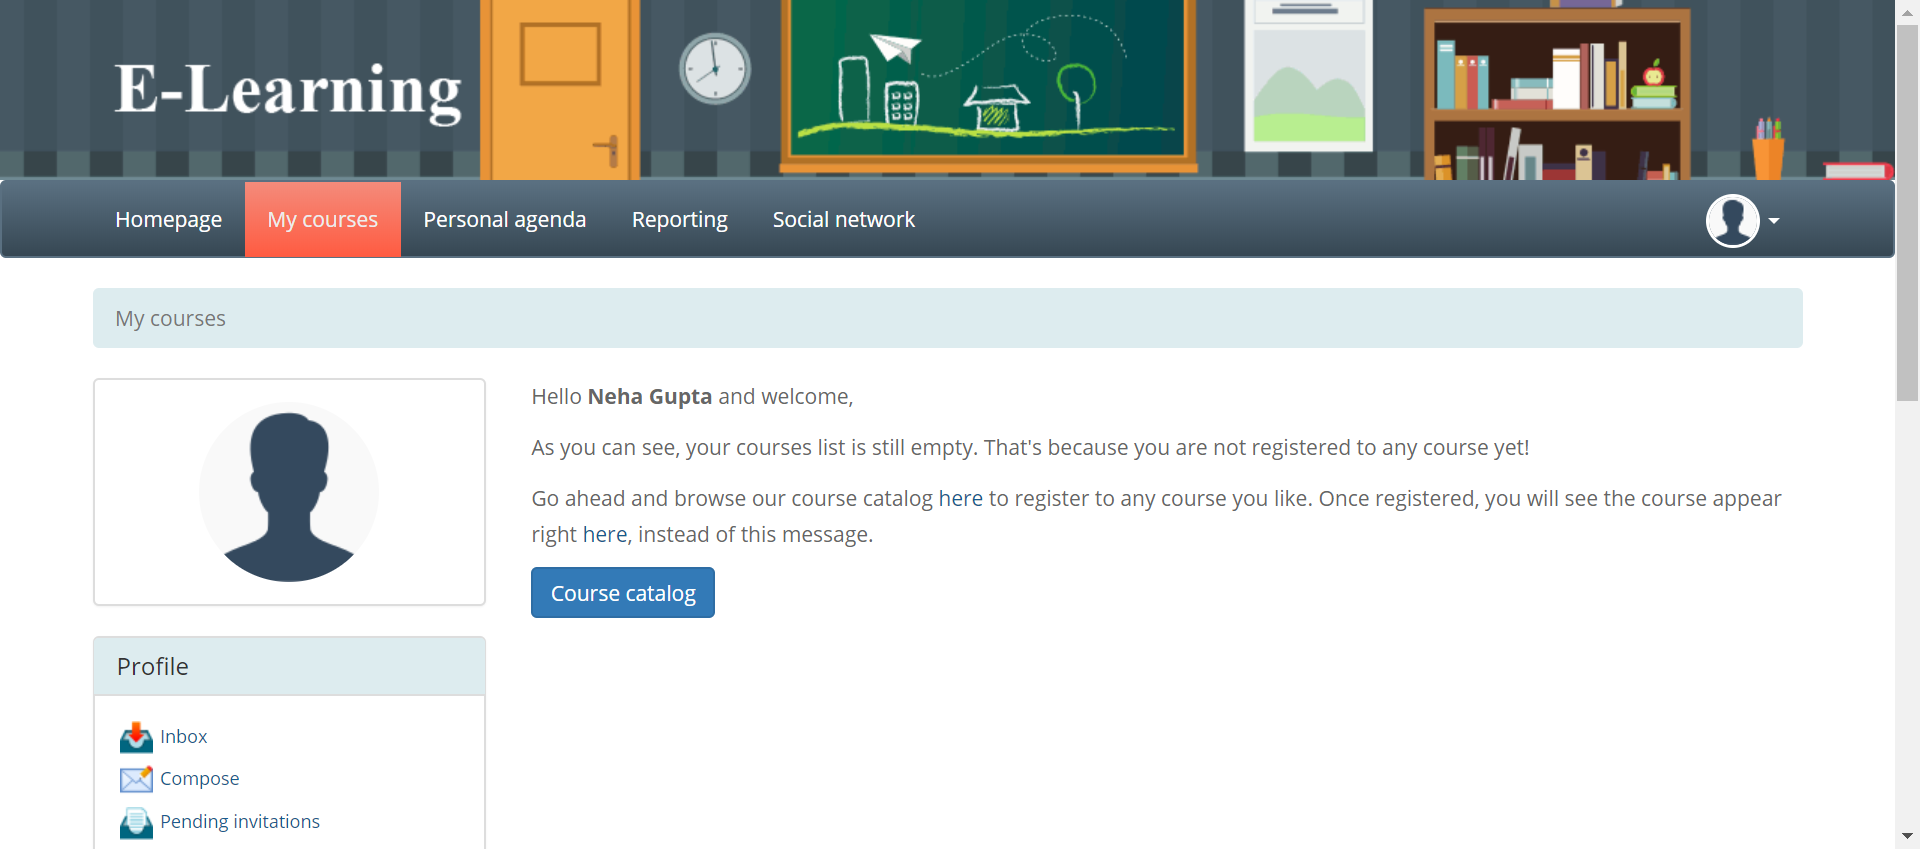 E-Learning
Homepage My courses Personal agenda Reporting Social network
My courses
Hello Neha Gupta and welcome,
As you can see, your courses list is still empty. That's because you are not registered to any course yet!
Go ahead and browse our course catalog here to register to any course you like. Once registered, you will see the course appear
right here, instead of this message.
Course catalog
Profile
Inbox
Compose
Pending invitations